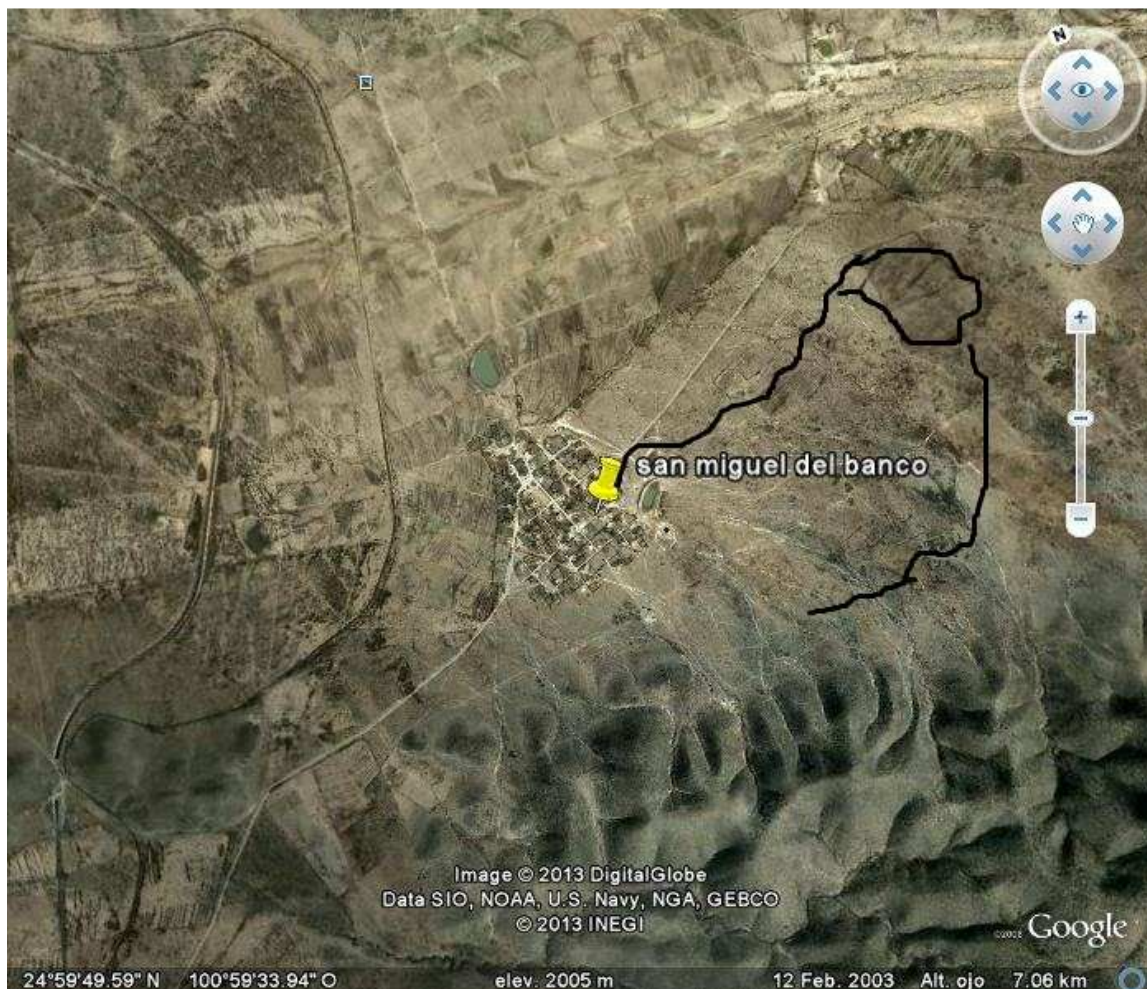 N
san miguel del banco
Image © 2013 DigitalGlobe
Data SIO, NOAA, U.S. Navy, NGA, GEBCO
© 2013 INEGI
©2008 Google
24°59'49.59" N 100°59'33.94" O elev. 2005 m 12 Feb. 2003 Alt. ojo 7.06 km